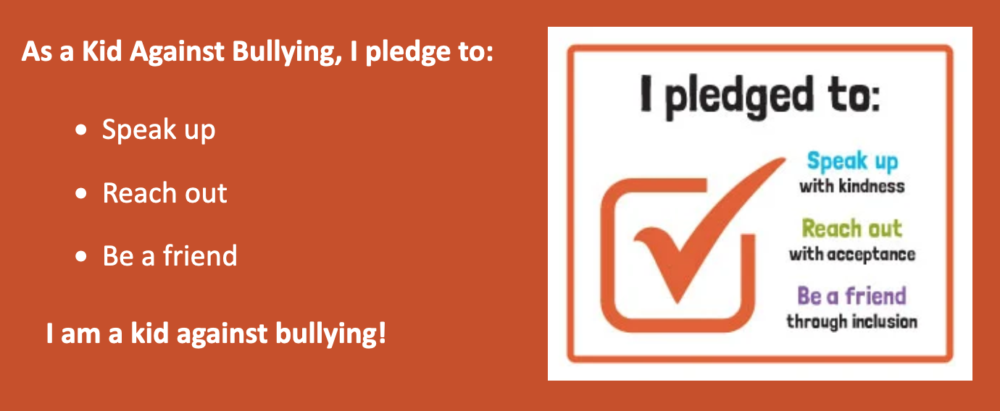 As a Kid Against Bullying, I pledge to:
• Speak up
• Reach out
• Be a friend
I am a kid against bullying!
I pledged to:
Speak up
with kindness
Reach out
with acceptance
Be a friend
through inclusion